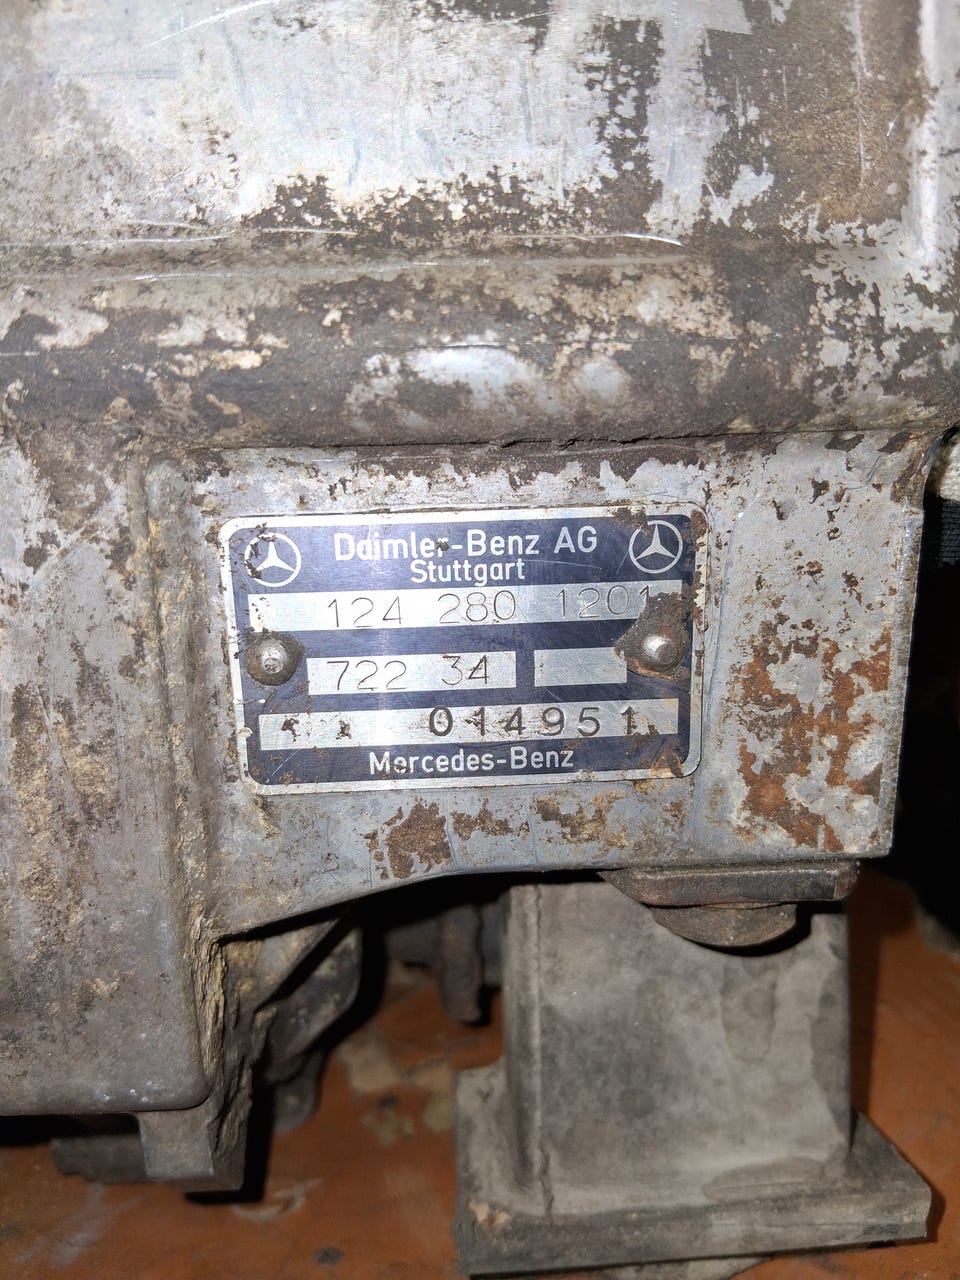 Daimler-Benz AG
Stuttgart
124 280 1201
722 34
014951
Mercedes-Benz